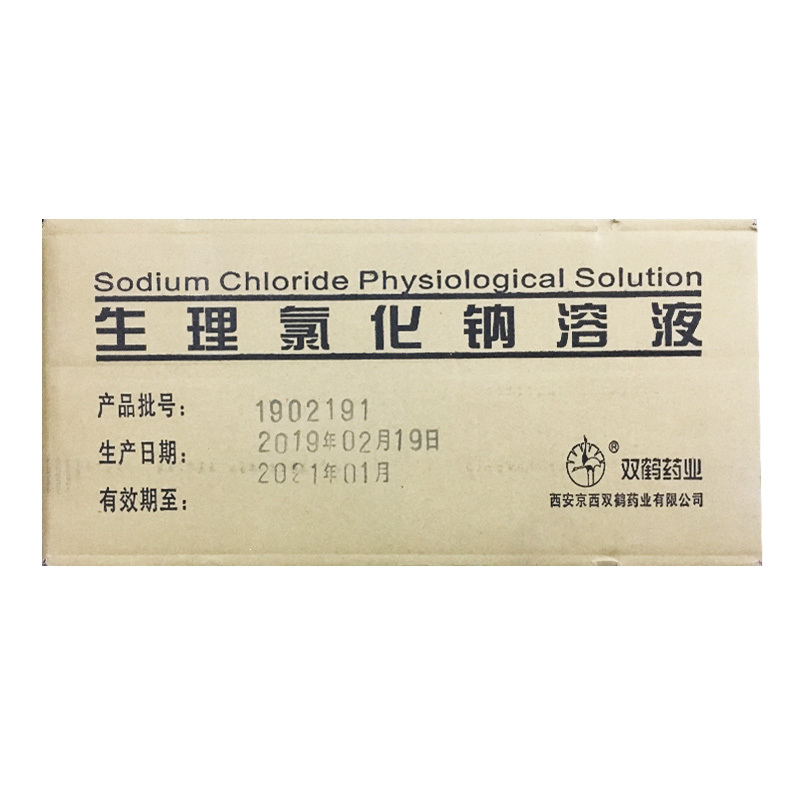 Sodium Chloride Physiological Solution
生理氯化钠溶液
产品批号： 1902191
生产日期： 2019年02月19日
有效期至： 2021年01月
® 双鹤药业
西安京西双鹤药业有限公司